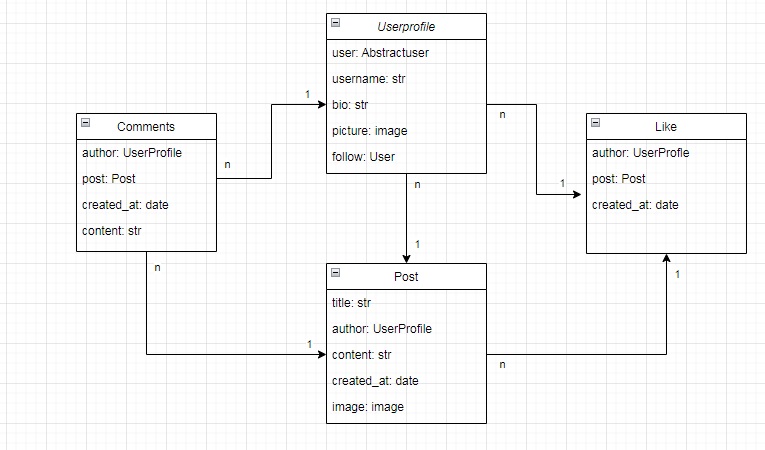 Userprofile
user: Abstractuser
username: str
bio: str
picture: image
follow: User
1
n
n
1
n
1
Comments
author: UserProfile
post: Post
created_at: date
content: str
n
1
Like
author: UserProfle
post: Post
created_at: date
1
n
Post
title: str
author: UserProfile
content: str
created_at: date
image: image